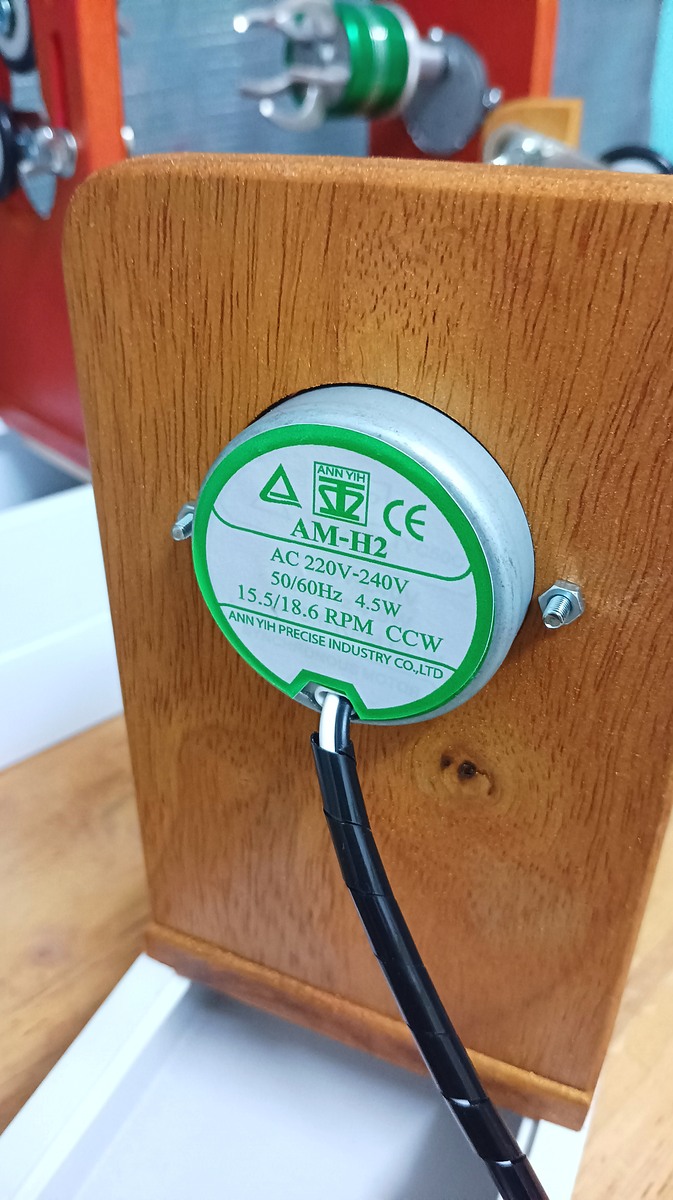 ANN YIH
CE
AM-H2
AC 220V-240V
50/60Hz 4.5W
15.5/18.6 RPM CCW
ANN YIH PRECISE INDUSTRY CO.,LTD